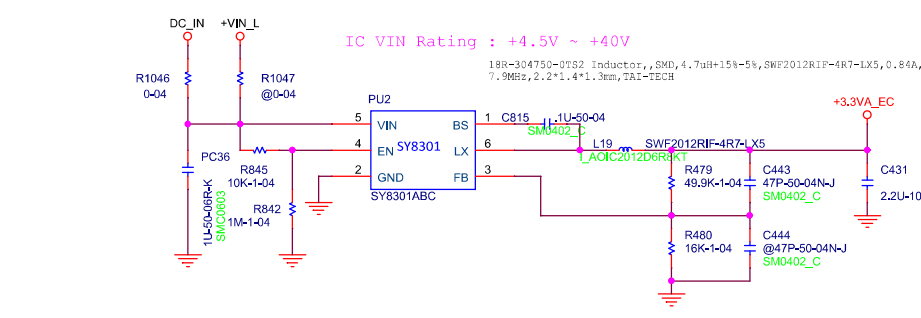 DC_IN
+VIN_L
IC VIN Rating : +4.5V ~ +40V
18R-304750-0TS2 Inductor,,SMD,4.7uH+15%-5%,SWF2012RIF-4R7-LX5,0.84A,
7.9MHz,2.2*1.4*1.3mm,TAI-TECH
R1046
0-04
R1047
@0-04
+3.3VA_EC
PU2
C815
.1U-50-04
SM0402_C
5
VIN
BS
1
4
EN
SY8301
LX
6
2
GND
FB
3
SY8301ABC
L19
SWF2012RIF-4R7-LX5
PC36
1U-50-06R-K
SMC0603
R845
10K-1-04
R842
1M-1-04
R479
49.9K-1-04
C443
47P-50-04N-J
SM0402_C
C431
2.2U-10
R480
16K-1-04
C444
@47P-50-04N-J
SM0402_C